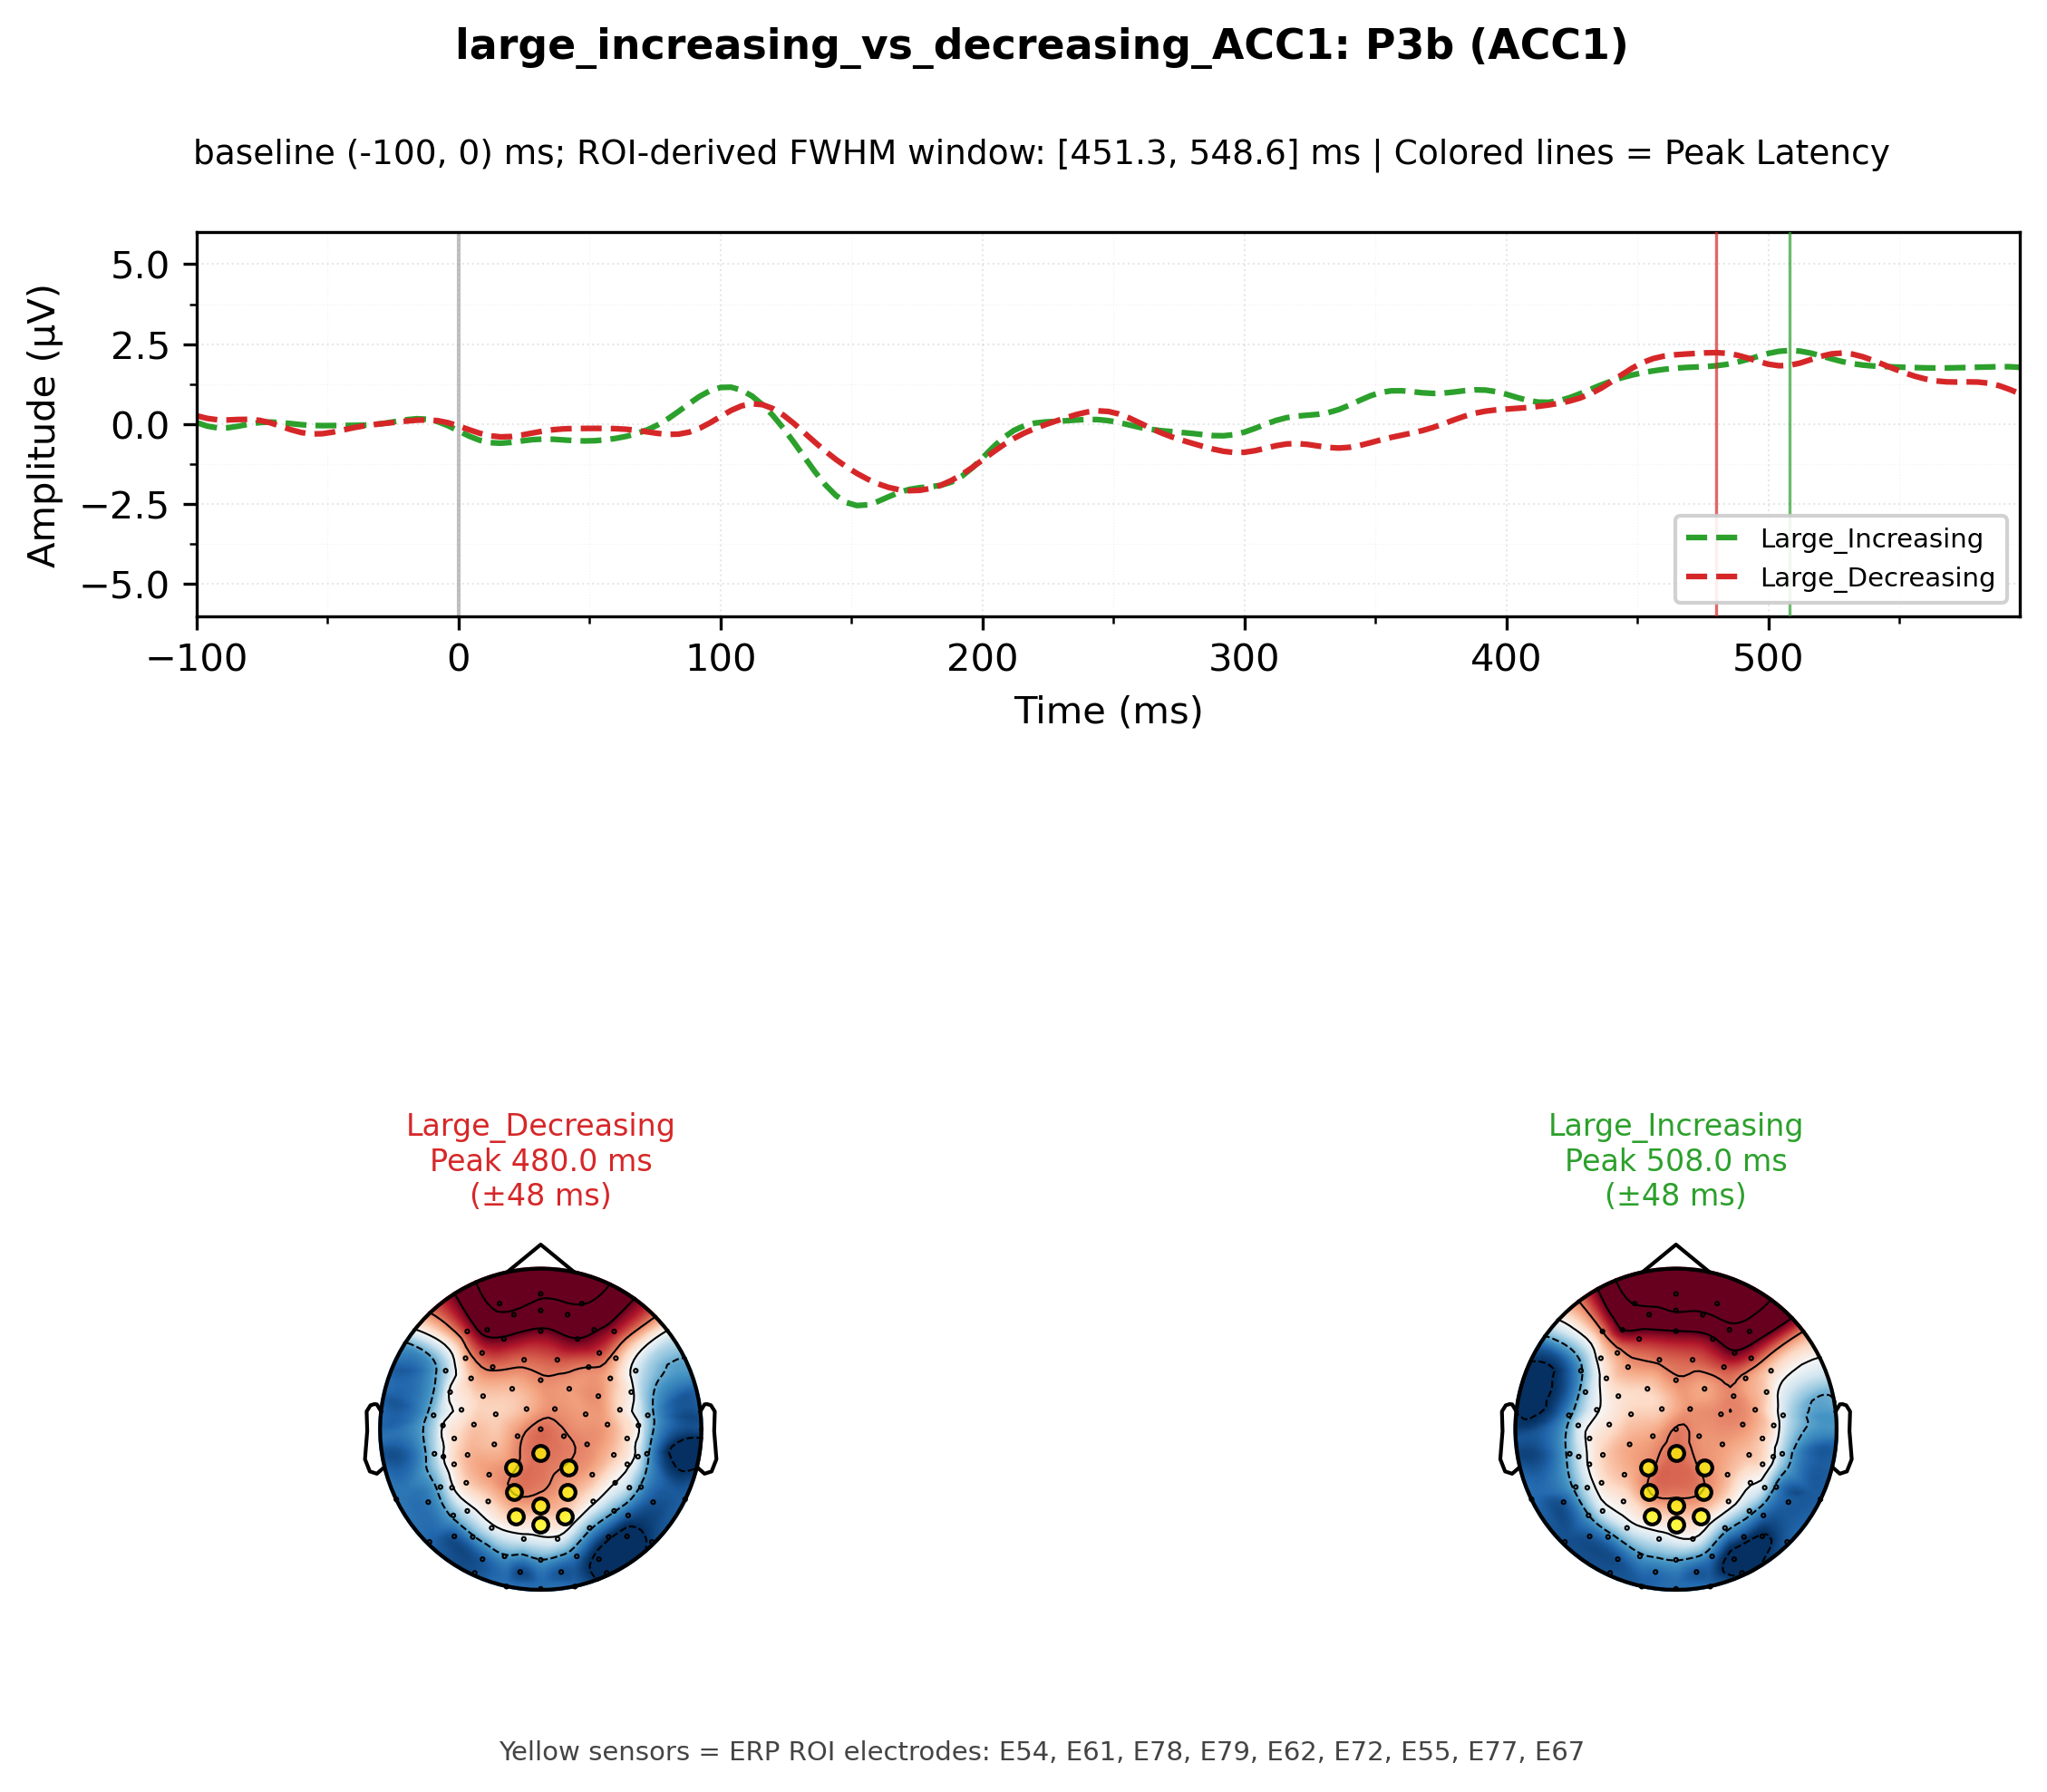 large_increasing_vs_decreasing_ACC1: P3b (ACC1)
baseline (-100, 0) ms; ROI-derived FWHM window: [451.3, 548.6] ms | Colored lines = Peak Latency
Amplitude (µV)
5.0
2.5
0.0
−2.5
−5.0
Large_Increasing
Large_Decreasing
−100 0 100 200 300 400 500
Time (ms)
Large_Decreasing
Peak 480.0 ms
(±48 ms)
Large_Increasing
Peak 508.0 ms
(±48 ms)
Yellow sensors = ERP ROI electrodes: E54, E61, E78, E79, E62, E72, E55, E77, E67